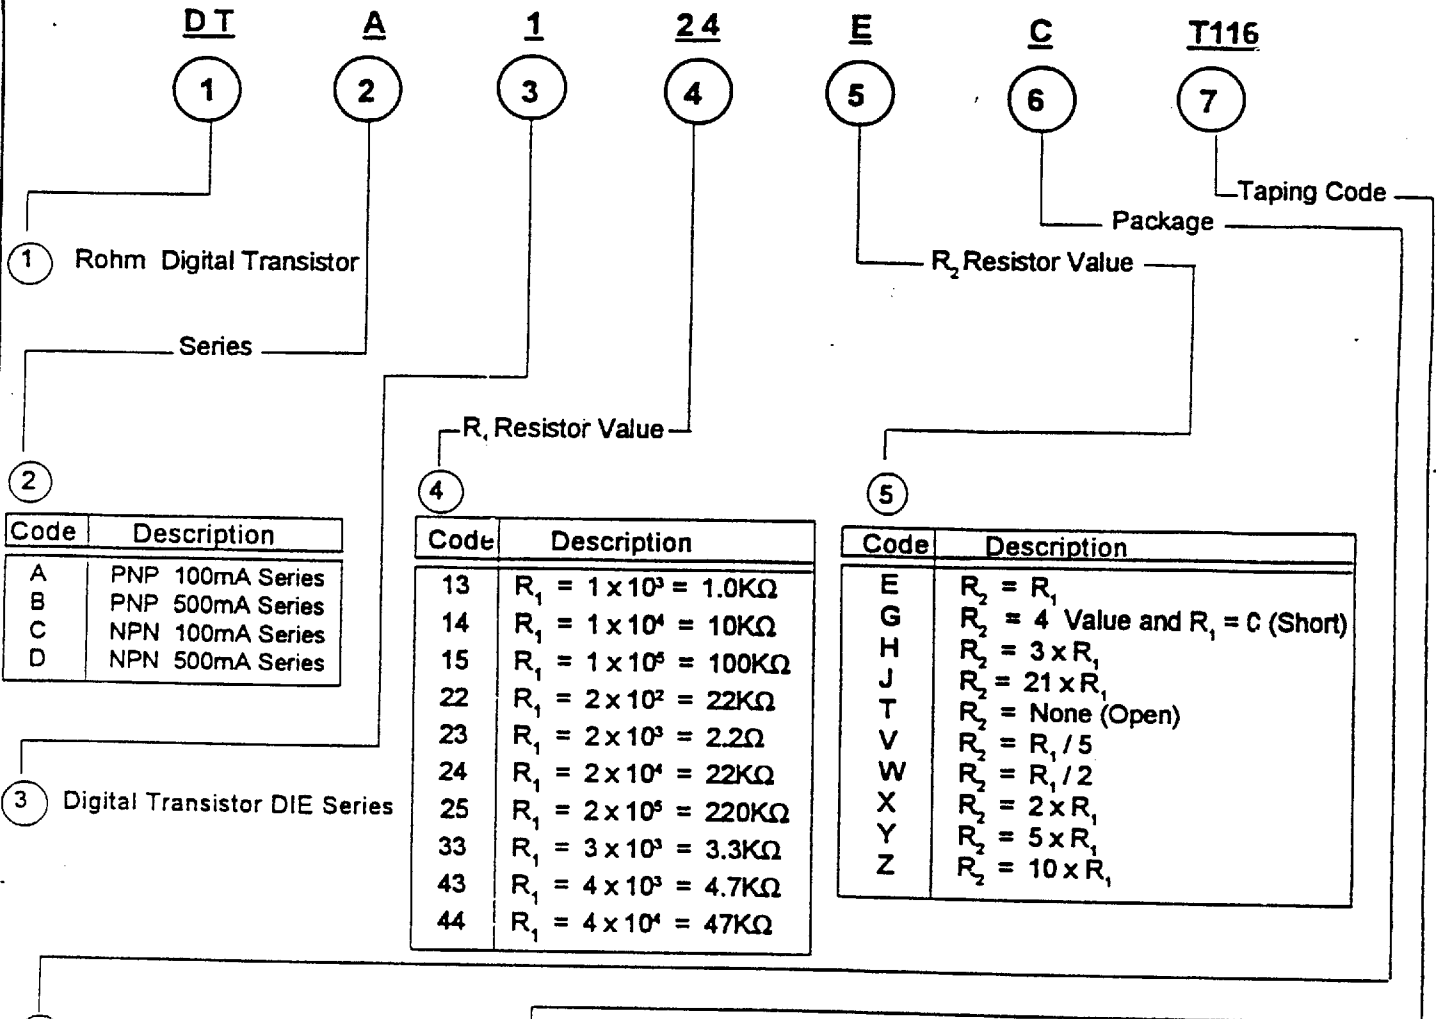 DT A 1 24 E C T116
1 2 3 4 5 6 7
Taping Code
Package
1 Rohm Digital Transistor
R₂ Resistor Value
Series
R₁ Resistor Value
2
4
5
Code Description
A PNP 100mA Series
B PNP 500mA Series
C NPN 100mA Series
D NPN 500mA Series
Code Description
13 R₁ = 1 x 10³ = 1.0KΩ
14 R₁ = 1 x 10⁴ = 10KΩ
15 R₁ = 1 x 10⁵ = 100KΩ
22 R₁ = 2 x 10² = 22KΩ
23 R₁ = 2 x 10³ = 2.2Ω
24 R₁ = 2 x 10⁴ = 22KΩ
25 R₁ = 2 x 10⁵ = 220KΩ
33 R₁ = 3 x 10³ = 3.3KΩ
43 R₁ = 4 x 10³ = 4.7KΩ
44 R₁ = 4 x 10⁴ = 47KΩ
Code Description
E R₂ = R₁
G R₂ = 4 Value and R₁ = C (Short)
H R₂ = 3 x R₁
J R₂ = 21 x R₁
T R₂ = None (Open)
V R₂ = R₁ / 5
W R₂ = R₁ / 2
X R₂ = 2 x R₁
Y R₂ = 5 x R₁
Z R₂ = 10 x R₁
3 Digital Transistor DIE Series